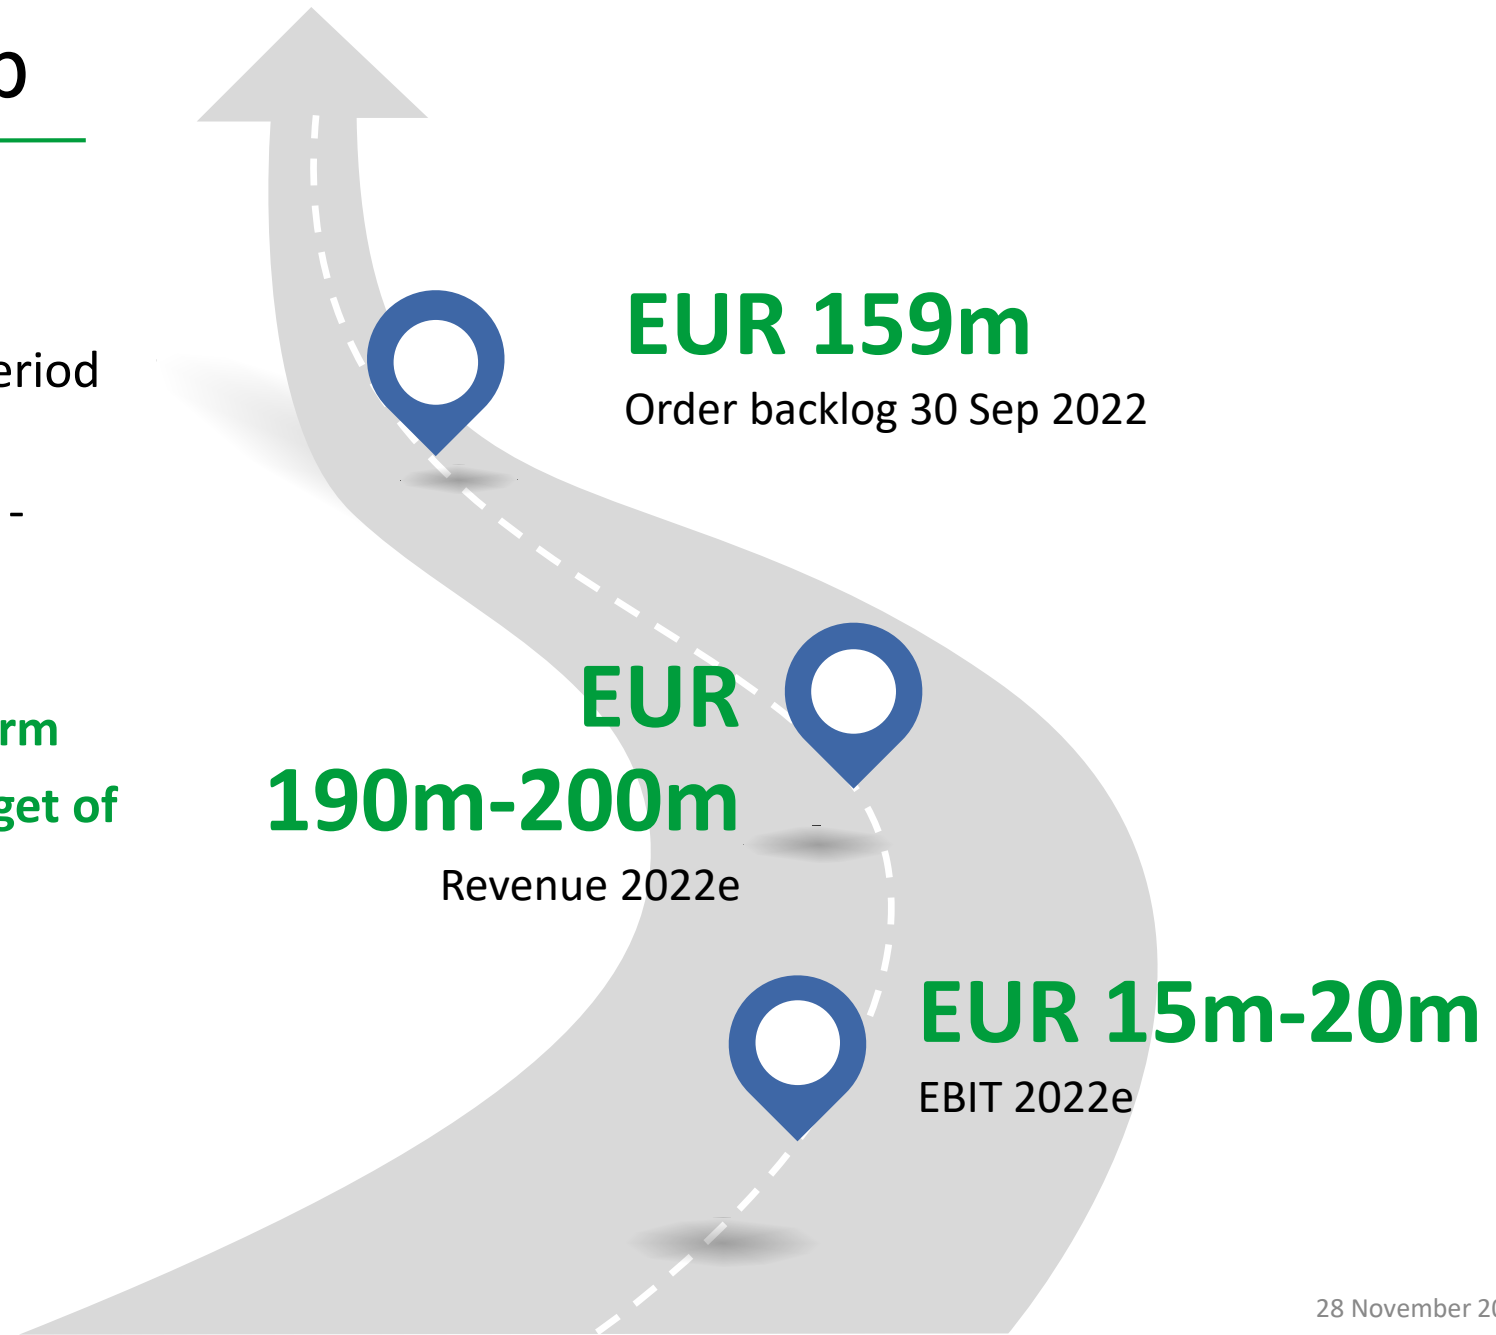 p
eriod
-
rm
get of
EUR 159m
Order backlog 30 Sep 2022
EUR
190m-200m
Revenue 2022e
EUR 15m-20m
EBIT 2022e
28 November 20